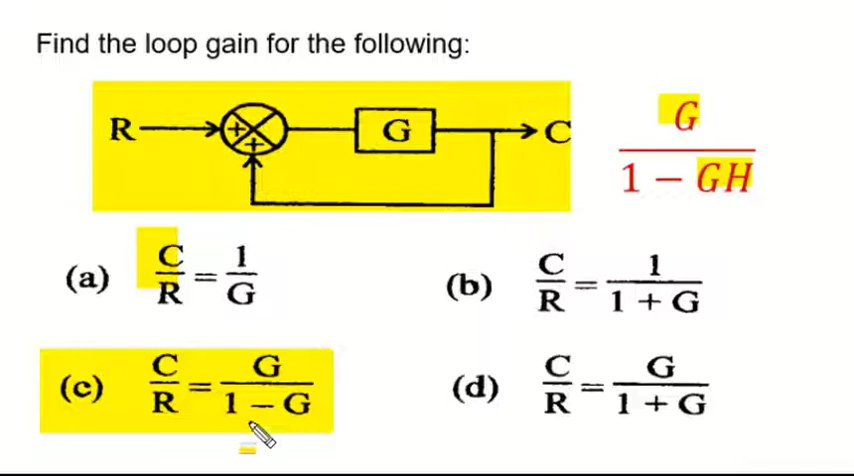 Find the loop gain for the following:
R + + G C
G
1 − GH
(a) C/R = 1/G
(b) C/R = 1/1 + G
(c) C/R = G/1 − G
(d) C/R = G/1 + G